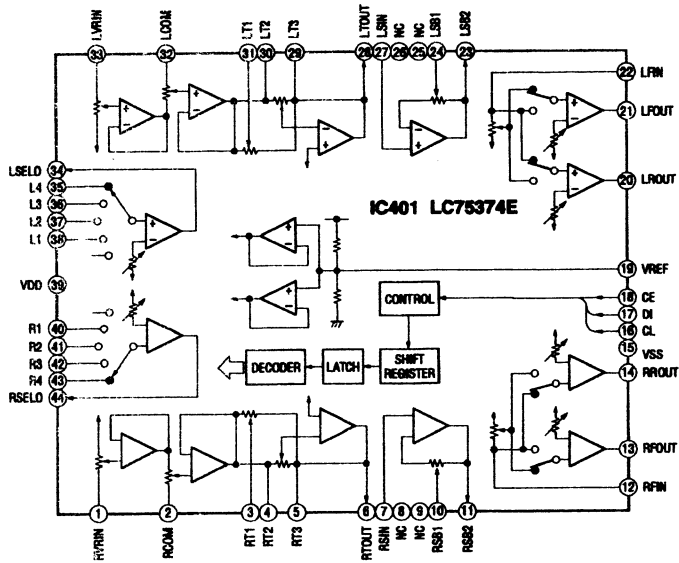 LVRIN
LCOM
LT1
LT2
LT3
LTOUT
LSIN
NC
NC
LSB1
LSB2
33
32
31
30
29
28
27
26
25
24
23
22 LFIN
21 LFOUT
20 LROUT
LSELO 34
L4 35
L3 36
L2 37
L1 38
VDD 39
R1 40
R2 41
R3 42
R4 43
RSELO 44
IC401 LC75374E
19 VREF
18 CE
17 DI
16 CL
15 VSS
14 RROUT
13 RFOUT
12 RFIN
CONTROL
DECODER
LATCH
SHIFT
REGISTER
1
2
3
4
5
6
7
8
9
10
11
RVRIN
RCOM
RT1
RT2
RT3
RTOUT
RSIN
NC
NC
RSB1
RSB2